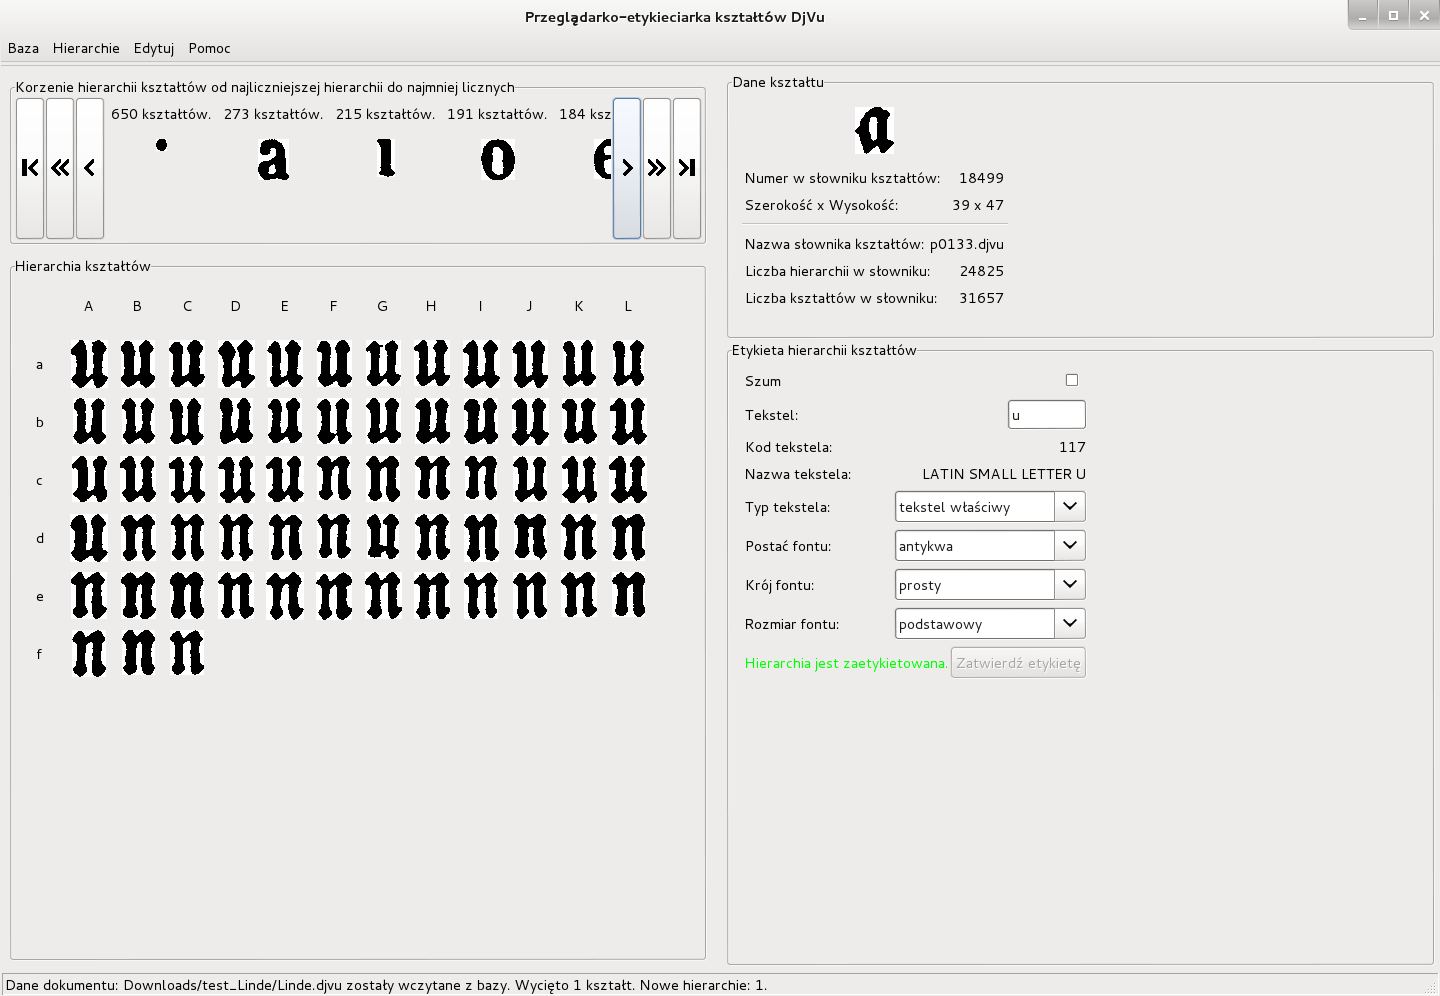 Przeglądarko-etykieciarka kształtów DjVu
Baza Hierarchie Edytuj Pomoc
Korzenie hierarchii kształtów od najliczniejszej hierarchii do najmniej licznych
650 kształtów. 273 kształtów. 215 kształtów. 191 kształtów. 184 ksz
a ı o e
Hierarchia kształtów
A B C D E F G H I J K L
a u u u u u u u u u u u u
b u u u u u u u u u u u u
c u u u u u n n n n u u u
d u n n n n n u n n n n n
e n n n n n n n n n n n n
f n n n
Dane kształtu
a
Numer w słowniku kształtów: 18499
Szerokość x Wysokość: 39 x 47
Nazwa słownika kształtów: p0133.djvu
Liczba hierarchii w słowniku: 24825
Liczba kształtów w słowniku: 31657
Etykieta hierarchii kształtów
Szum
Tekstel: u
Kod tekstela: 117
Nazwa tekstela: LATIN SMALL LETTER U
Typ tekstela: tekstel właściwy
Postać fontu: antykwa
Krój fontu: prosty
Rozmiar fontu: podstawowy
Hierarchia jest zaetykietowana. Zatwierdź etykietę
Dane dokumentu: Downloads/test_Linde/Linde.djvu zostały wczytane z bazy. Wycięto 1 kształt. Nowe hierarchie: 1.